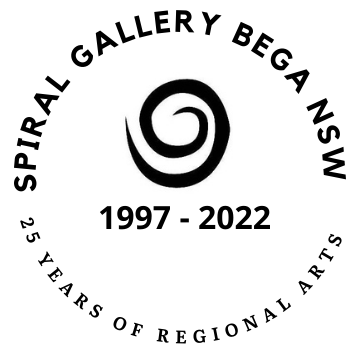 SPIRAL GALLERY BEGA NSW
1997 - 2022
25 YEARS OF REGIONAL ARTS